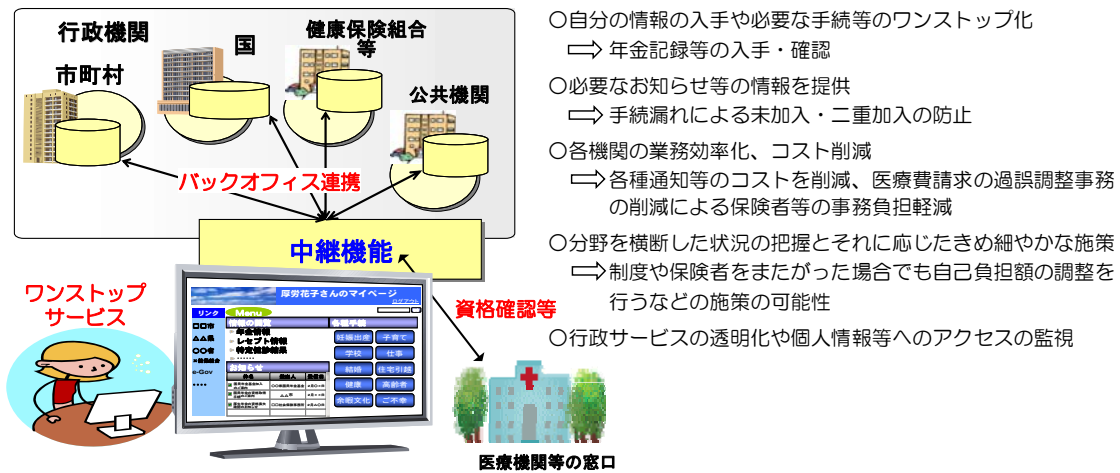 行政機関
国
健康保険組合
等
市町村
公共機関
バックオフィス連携
中継機能
ワンストップ
サービス
資格確認等
医療機関等の窓口
厚労花子さんのマイページ
ログアウト
リンク
□□市
△△県
○○省
e-Gov
Menu
年金情報
レセプト情報
特定健診結果
お知らせ
妊娠出産
子育て
学校
仕事
結婚
住宅引越
健康
高齢者
余暇文化
ご不幸
○自分の情報の入手や必要な手続等のワンストップ化
⇨ 年金記録等の入手・確認
○必要なお知らせ等の情報を提供
⇨ 手続漏れによる未加入・二重加入の防止
○各機関の業務効率化、コスト削減
⇨ 各種通知等のコストを削減、医療費請求の過誤調整事務
の削減による保険者等の事務負担軽減
○分野を横断した状況の把握とそれに応じたきめ細やかな施策
⇨ 制度や保険者をまたがった場合でも自己負担額の調整を
行うなどの施策の可能性
○行政サービスの透明化や個人情報等へのアクセスの監視